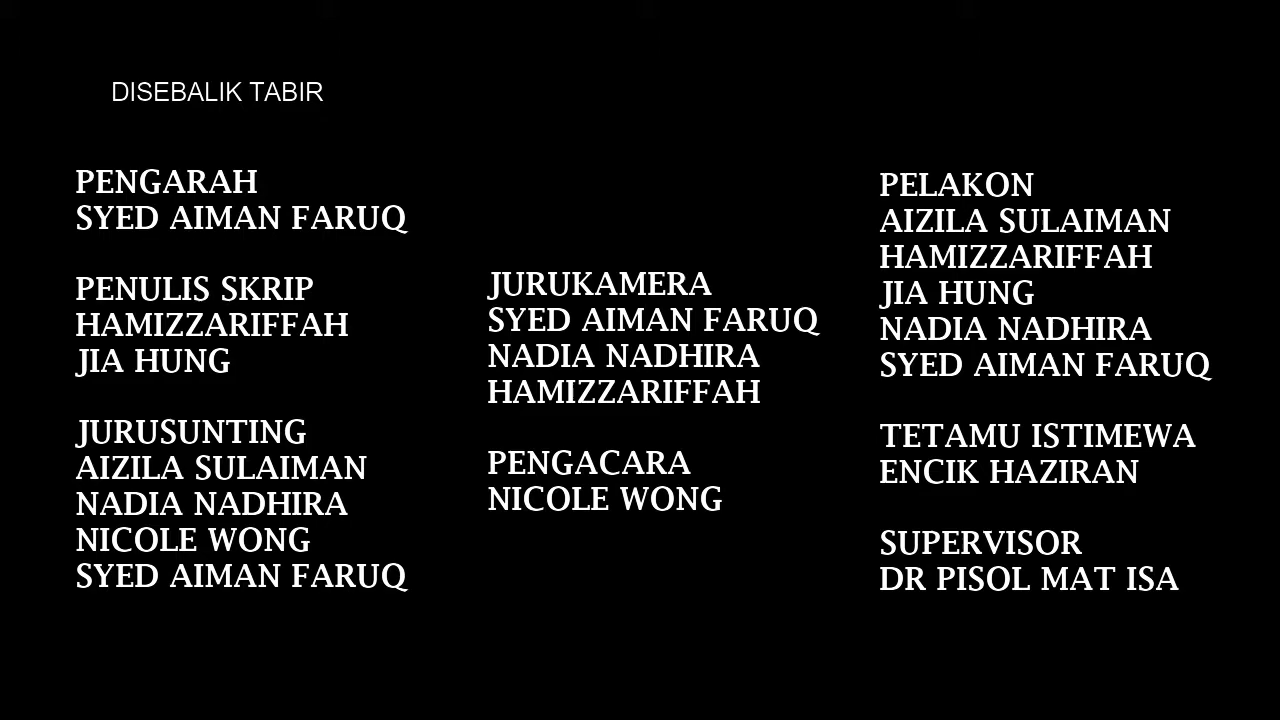 DISEBALIK TABIR
PENGARAH
SYED AIMAN FARUQ
PENULIS SKRIP
HAMIZZARIFFAH
JIA HUNG
JURUSUNTING
AIZILA SULAIMAN
NADIA NADHIRA
NICOLE WONG
SYED AIMAN FARUQ
JURUKAMERA
SYED AIMAN FARUQ
NADIA NADHIRA
HAMIZZARIFFAH
PENGACARA
NICOLE WONG
PELAKON
AIZILA SULAIMAN
HAMIZZARIFFAH
JIA HUNG
NADIA NADHIRA
SYED AIMAN FARUQ
TETAMU ISTIMEWA
ENCIK HAZIRAN
SUPERVISOR
DR PISOL MAT ISA